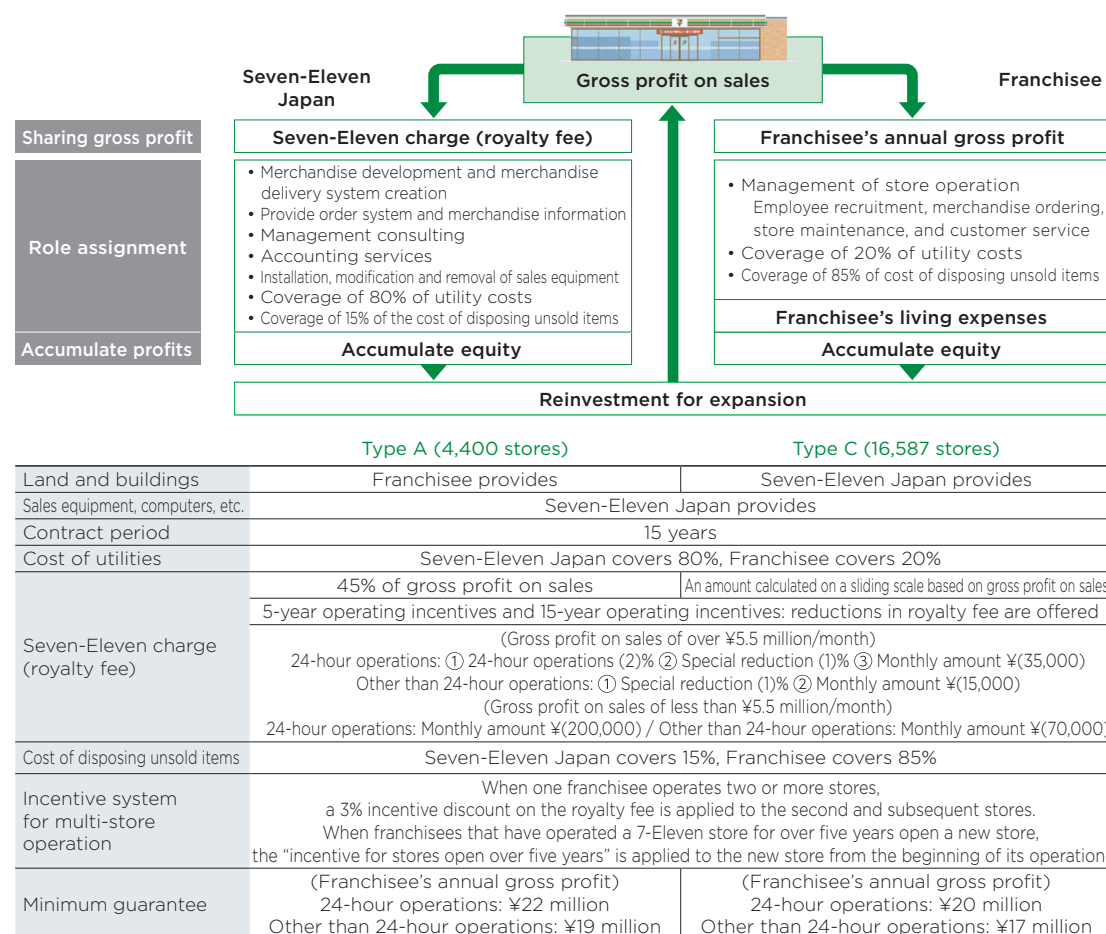 Gross profit on sales
Seven-Eleven
Japan
Franchisee
Sharing gross profit
Seven-Eleven charge (royalty fee)
Franchisee's annual gross profit
Role assignment
• Merchandise development and merchandise
delivery system creation
• Provide order system and merchandise information
• Management consulting
• Accounting services
• Installation, modification and removal of sales equipment
• Coverage of 80% of utility costs
• Coverage of 15% of the cost of disposing unsold items
• Management of store operation
Employee recruitment, merchandise ordering,
store maintenance, and customer service
• Coverage of 20% of utility costs
• Coverage of 85% of cost of disposing unsold items
Franchisee's living expenses
Accumulate profits
Accumulate equity
Accumulate equity
Reinvestment for expansion
Type A (4,400 stores)
Type C (16,587 stores)
Land and buildings
Franchisee provides
Seven-Eleven Japan provides
Sales equipment, computers, etc.
Seven-Eleven Japan provides
Contract period
15 years
Cost of utilities
Seven-Eleven Japan covers 80%, Franchisee covers 20%
Seven-Eleven charge
(royalty fee)
45% of gross profit on sales
An amount calculated on a sliding scale based on gross profit on sales
5-year operating incentives and 15-year operating incentives: reductions in royalty fee are offered
(Gross profit on sales of over ¥5.5 million/month)
24-hour operations: ① 24-hour operations (2)% ② Special reduction (1)% ③ Monthly amount ¥(35,000)
Other than 24-hour operations: ① Special reduction (1)% ② Monthly amount ¥(15,000)
(Gross profit on sales of less than ¥5.5 million/month)
24-hour operations: Monthly amount ¥(200,000) / Other than 24-hour operations: Monthly amount ¥(70,000)
Cost of disposing unsold items
Seven-Eleven Japan covers 15%, Franchisee covers 85%
Incentive system
for multi-store
operation
When one franchisee operates two or more stores,
a 3% incentive discount on the royalty fee is applied to the second and subsequent stores.
When franchisees that have operated a 7-Eleven store for over five years open a new store,
the "incentive for stores open over five years" is applied to the new store from the beginning of its operation
Minimum guarantee
(Franchisee's annual gross profit)
24-hour operations: ¥22 million
Other than 24-hour operations: ¥19 million
(Franchisee's annual gross profit)
24-hour operations: ¥20 million
Other than 24-hour operations: ¥17 million